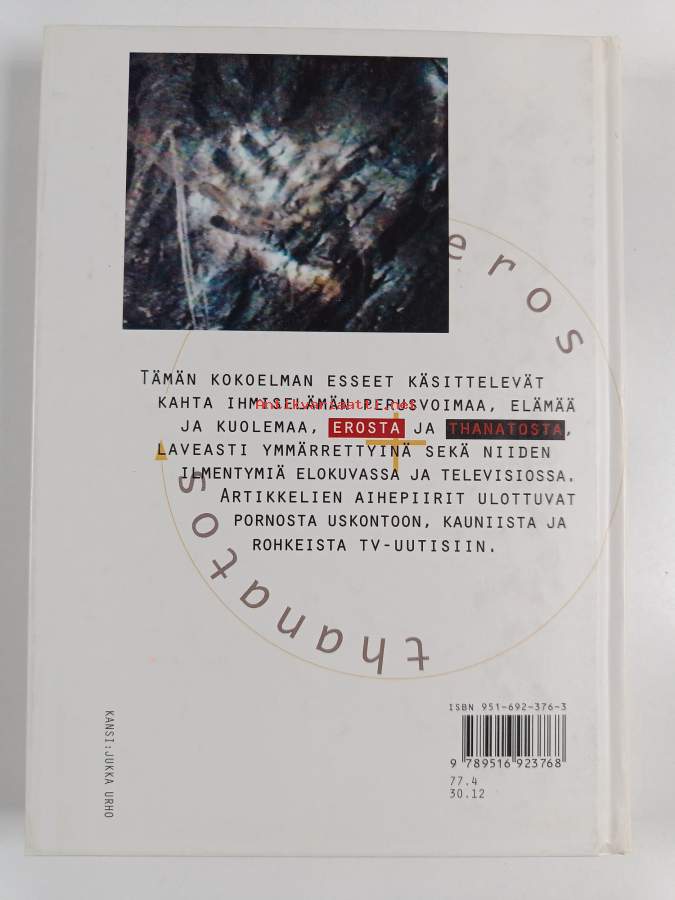 eros
TÄMÄN KOKOELMAN ESSEET KÄSITTELEVÄT
KAHTA IHMISELÄMÄN PERUSVOIMAA, ELÄMÄÄ
Antikvariaatti.net
JA KUOLEMAA, EROSTA JA THANATOSTA,
LAVEASTI YMMÄRRETTYINÄ SEKÄ NIIDEN
ILMENTYMIÄ ELOKUVASSA JA TELEVISIOSSA.
ARTIKKELIEN AIHEPIIRIT ULOTTUVAT
PORNOSTA USKONTOON, KAUNIISTA JA
ROHKEISTA TV-UUTISIIN.
thanatos
KANSI:JUKKA URHO
ISBN 951-692-376-3
9 789516 923768
77.4
30.12